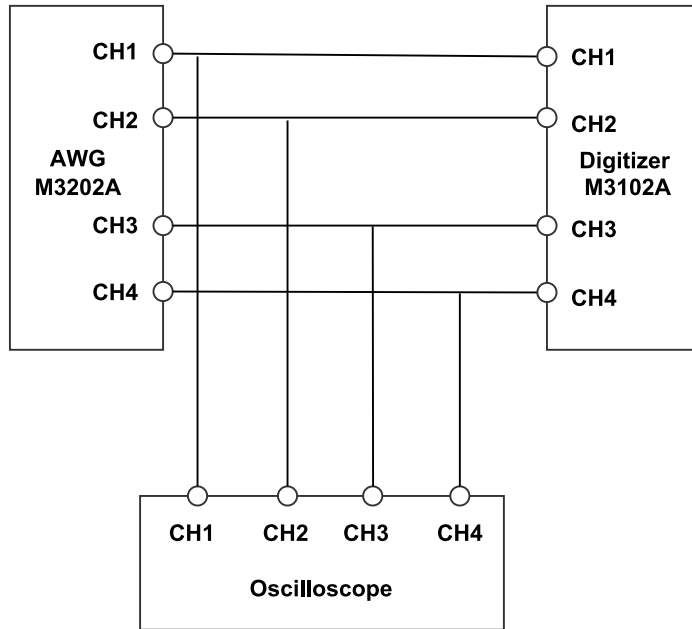 CH1
CH2
AWG
M3202A
CH3
CH4
CH1
CH2
Digitizer
M3102A
CH3
CH4
CH1 CH2 CH3 CH4
Oscilloscope